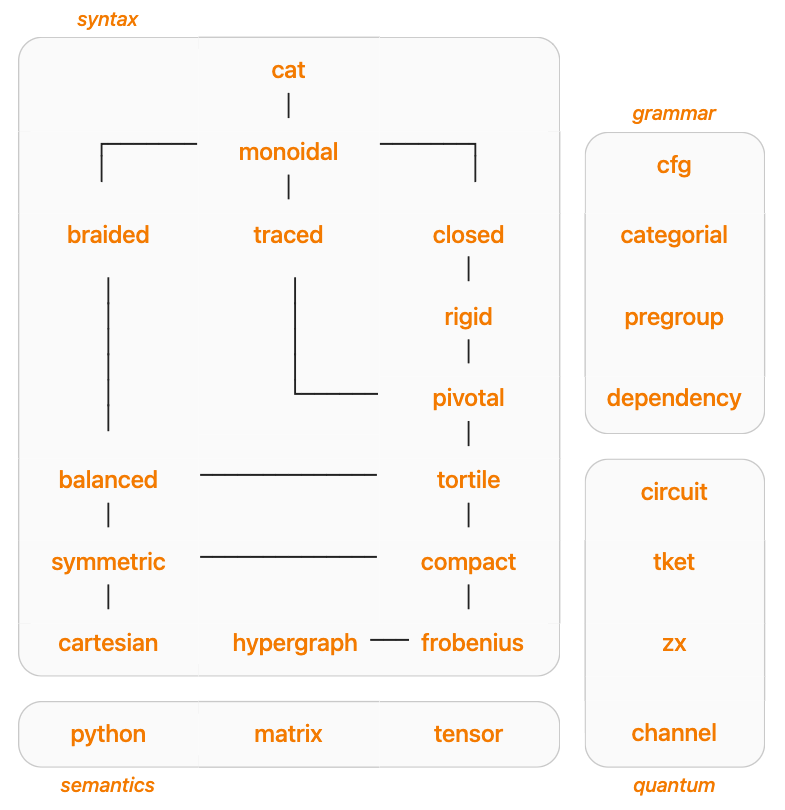 syntax
cat
monoidal
braided traced closed
rigid
pivotal
balanced tortile
symmetric compact
cartesian hypergraph frobenius
python matrix tensor
semantics
grammar
cfg
categorial
pregroup
dependency
circuit
tket
zx
channel
quantum